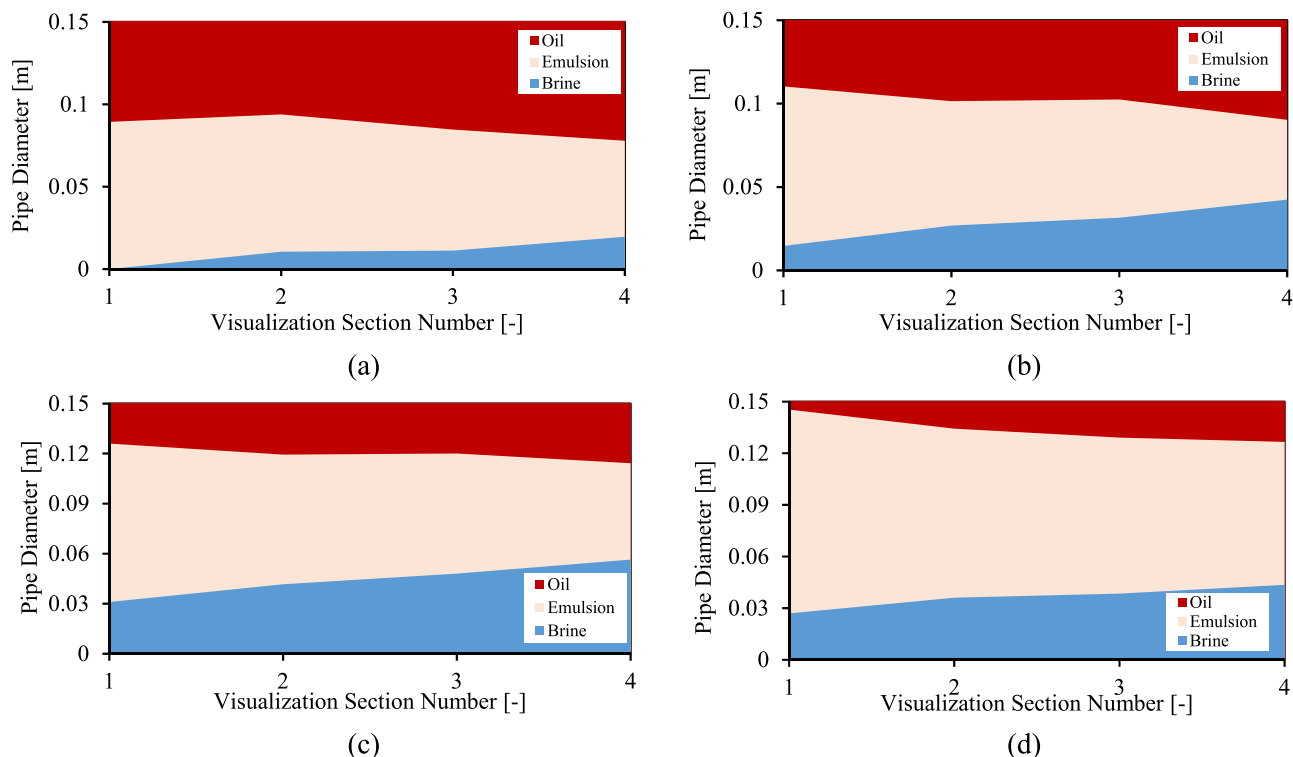 0.15
0.1
0.05
0
Pipe Diameter [m]
Oil
Emulsion
Brine
1 2 3 4
Visualization Section Number [-]
(a)
0.15
0.1
0.05
0
Pipe Diameter [m]
Oil
Emulsion
Brine
1 2 3 4
Visualization Section Number [-]
(b)
0.15
0.12
0.09
0.06
0.03
0
Pipe Diameter [m]
Oil
Emulsion
Brine
1 2 3 4
Visualization Section Number [-]
(c)
0.15
0.12
0.09
0.06
0.03
0
Pipe Diameter [m]
Oil
Emulsion
Brine
1 2 3 4
Visualization Section Number [-]
(d)